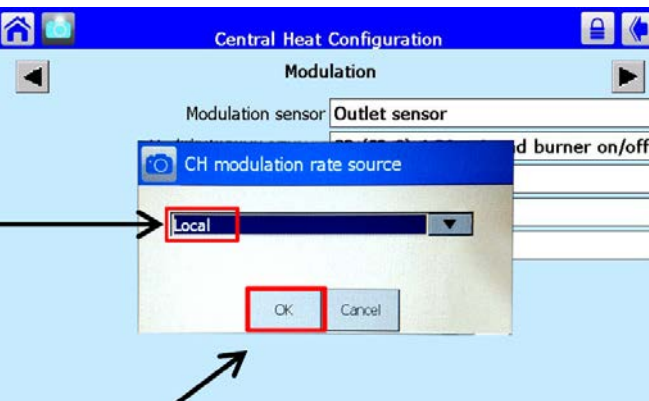 Central Heat Configuration
Modulation
Modulation sensor Outlet sensor
d burner on/off
CH modulation rate source
Local
OK Cancel